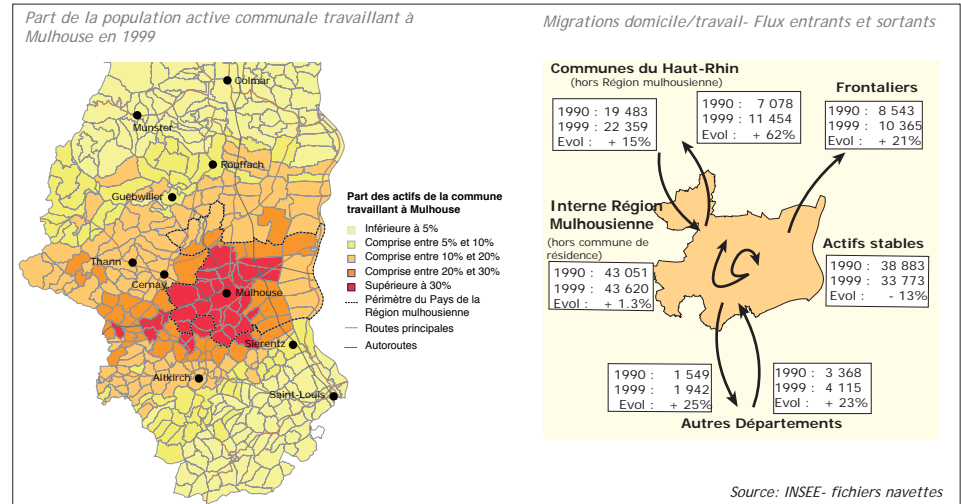 Part de la population active communale travaillant à
Mulhouse en 1999
Colmar
Munster
Rouffach
Guebwiller
Thann
Cernay
Mulhouse
Sierentz
Altkirch
Saint-Louis
Part des actifs de la commune
travaillant à Mulhouse
Inférieure à 5%
Comprise entre 5% et 10%
Comprise entre 10% et 20%
Comprise entre 20% et 30%
Supérieure à 30%
Périmètre du Pays de la
Région mulhousienne
Routes principales
Autoroutes
Migrations domicile/travail- Flux entrants et sortants
Communes du Haut-Rhin
(hors Région mulhousienne)
1990 : 19 483
1999 : 22 359
Evol : + 15%
1990 : 7 078
1999 : 11 454
Evol : + 62%
Frontaliers
1990 : 8 543
1999 : 10 365
Evol : + 21%
Interne Région
Mulhousienne
(hors commune de
résidence)
1990 : 43 051
1999 : 43 620
Evol : + 1.3%
Actifs stables
1990 : 38 883
1999 : 33 773
Evol : - 13%
1990 : 1 549
1999 : 1 942
Evol : + 25%
1990 : 3 368
1999 : 4 115
Evol : + 23%
Autres Départements
Source: INSEE- fichiers navettes